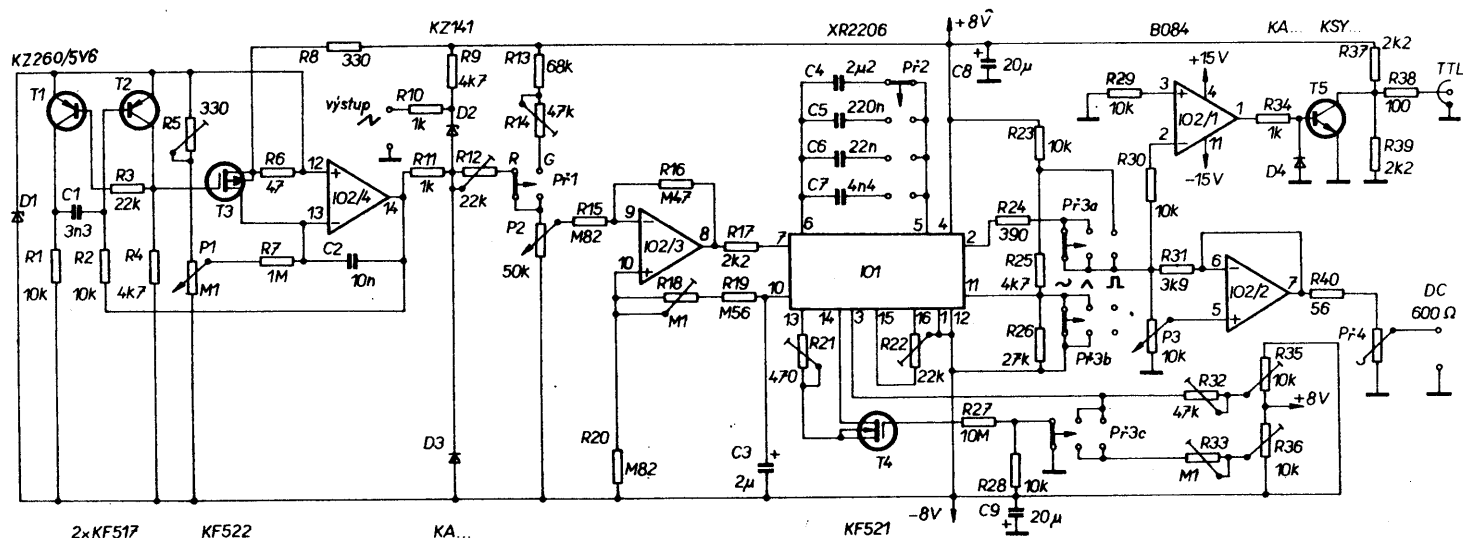 KZ260/5V6
KZ141
XR2206
B084
KA...
KSY...
+8V
-8V
+15V
-15V
+8V
TTL
DC
600 Ω
výstup
T1
T2
T3
T4
T5
D1
D2
D3
D4
R1
10k
R2
10k
R3
22k
R4
4k7
R5
330
R6
47
R7
1M
R8
330
R9
4k7
R10
1k
R11
1k
R12
22k
R13
68k
R14
47k
R15
M82
R16
M47
R17
2k2
R18
M1
R19
M56
R20
M82
R21
470
R22
22k
R23
10k
R24
390
R25
4k7
R26
27k
R27
10M
R28
10k
R29
10k
R30
10k
R31
3k9
R32
47k
R33
M1
R34
1k
R35
10k
R36
10k
R37
2k2
R38
100
R39
2k2
R40
56
C1
3n3
C2
10n
C3
2μ
+
C4
2μ2
C5
220n
C6
22n
C7
4n4
C8
20μ
+
C9
20μ
+
P1
M1
P2
50k
P3
10k
R
G
Př1
Př2
Př3a
Př3b
Př3c
Př4
IO2/4
12
+
13
−
14
IO2/3
9
−
10
+
8
IO1
6
5
4
7
2
10
11
13
14
3
15
16
1
12
IO2/1
3
+
2
−
4
1
11
IO2/2
6
−
5
+
7
2xKF517
KF522
KA...
KF521